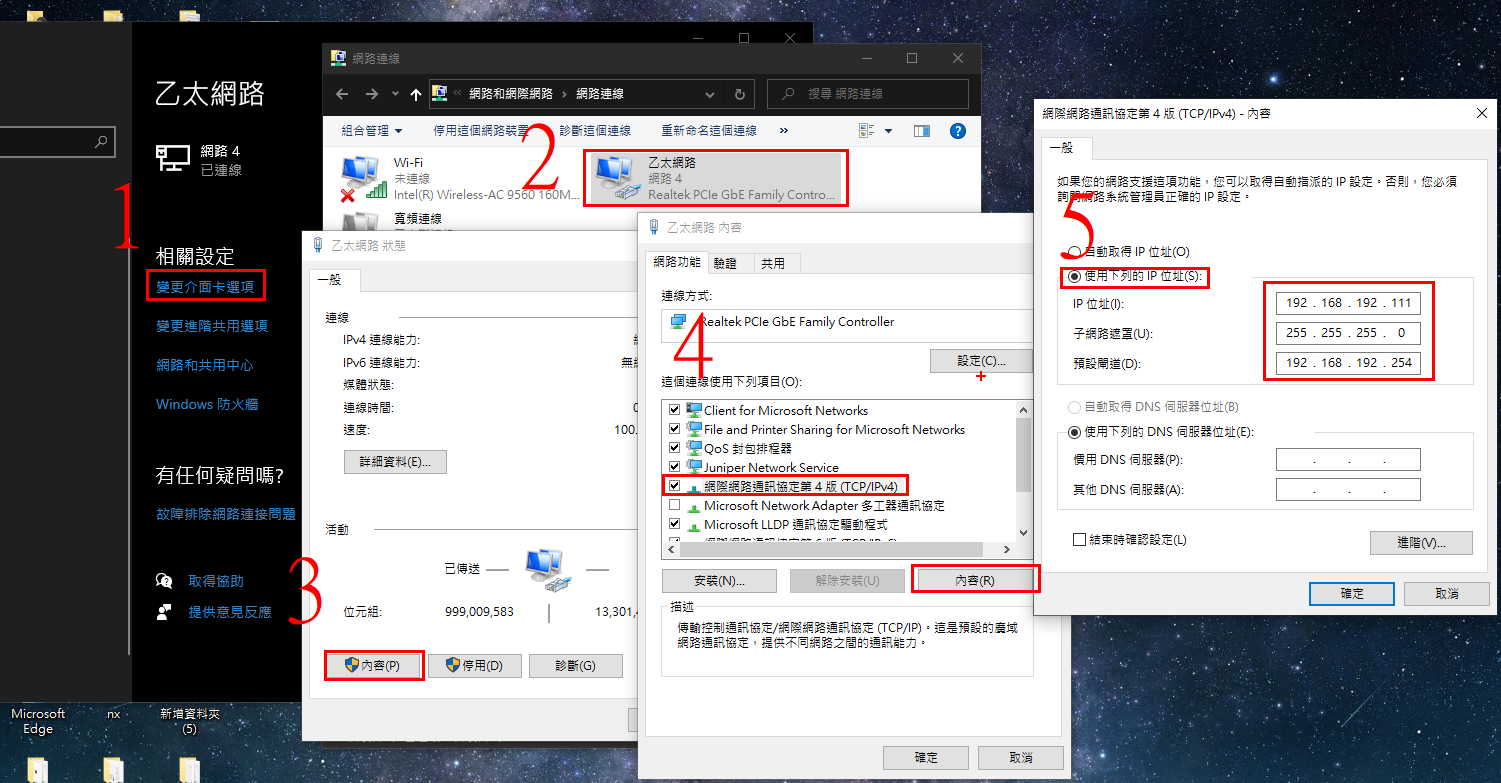 乙太網路
網路 4
已連線
1
相關設定
變更介面卡選項
變更進階共用選項
網路和共用中心
Windows 防火牆
有任何疑問嗎?
故障排除網路連接問題
取得協助
提供意見反應
Microsoft Edge
nx
新增資料夾 (5)
網路連線
« 網路和網際網路 › 網路連線
搜尋 網路連線
組合管理
停用這個網路裝置
診斷這個連線
重新命名這個連線
»
2
Wi-Fi
未連線
Intel(R) Wireless-AC 9560 160M...
寬頻連線
乙太網路
網路 4
Realtek PCIe GbE Family Contro...
乙太網路 狀態
一般
連線
IPv4 連線能力:
IPv6 連線能力:
媒體狀態:
連線時間:
速度:
100.
詳細資料(E)...
活動
已傳送
位元組:
999,009,583
13,301,
3
內容(P)
停用(D)
診斷(G)
乙太網路 內容
網路功能
驗證
共用
連線方式:
Realtek PCIe GbE Family Controller
4
設定(C)...
這個連線使用下列項目(O):
Client for Microsoft Networks
File and Printer Sharing for Microsoft Networks
QoS 封包排程器
Juniper Network Service
網際網路通訊協定第 4 版 (TCP/IPv4)
Microsoft Network Adapter 多工器通訊協定
Microsoft LLDP 通訊協定驅動程式
安裝(N)...
解除安裝(U)
內容(R)
描述
傳輸控制通訊協定/網際網路通訊協定 (TCP/IP)。這是預設的廣域
網路通訊協定，提供不同網路之間的通訊能力。
確定
取消
網際網路通訊協定第 4 版 (TCP/IPv4) - 內容
一般
如果您的網路支援這項功能，您可以取得自動指派的 IP 設定。否則，您必須
詢問網路系統管理員正確的 IP 設定。
5
自動取得 IP 位址(O)
使用下列的 IP 位址(S):
IP 位址(I):
192 . 168 . 192 . 111
子網路遮罩(U):
255 . 255 . 255 . 0
預設閘道(D):
192 . 168 . 192 . 254
自動取得 DNS 伺服器位址(B)
使用下列的 DNS 伺服器位址(E):
慣用 DNS 伺服器(P):
其他 DNS 伺服器(A):
結束時確認設定(L)
進階(V)...
確定
取消